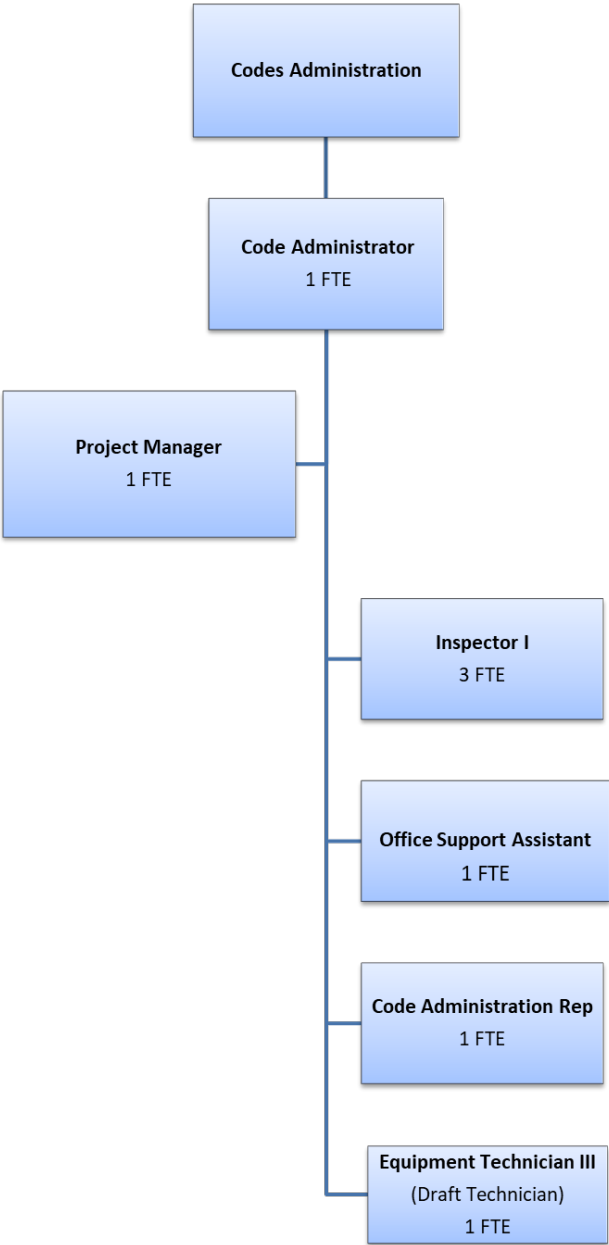 Codes Administration
Code Administrator
1 FTE
Project Manager
1 FTE
Inspector I
3 FTE
Office Support Assistant
1 FTE
Code Administration Rep
1 FTE
Equipment Technician III
(Draft Technician)
1 FTE